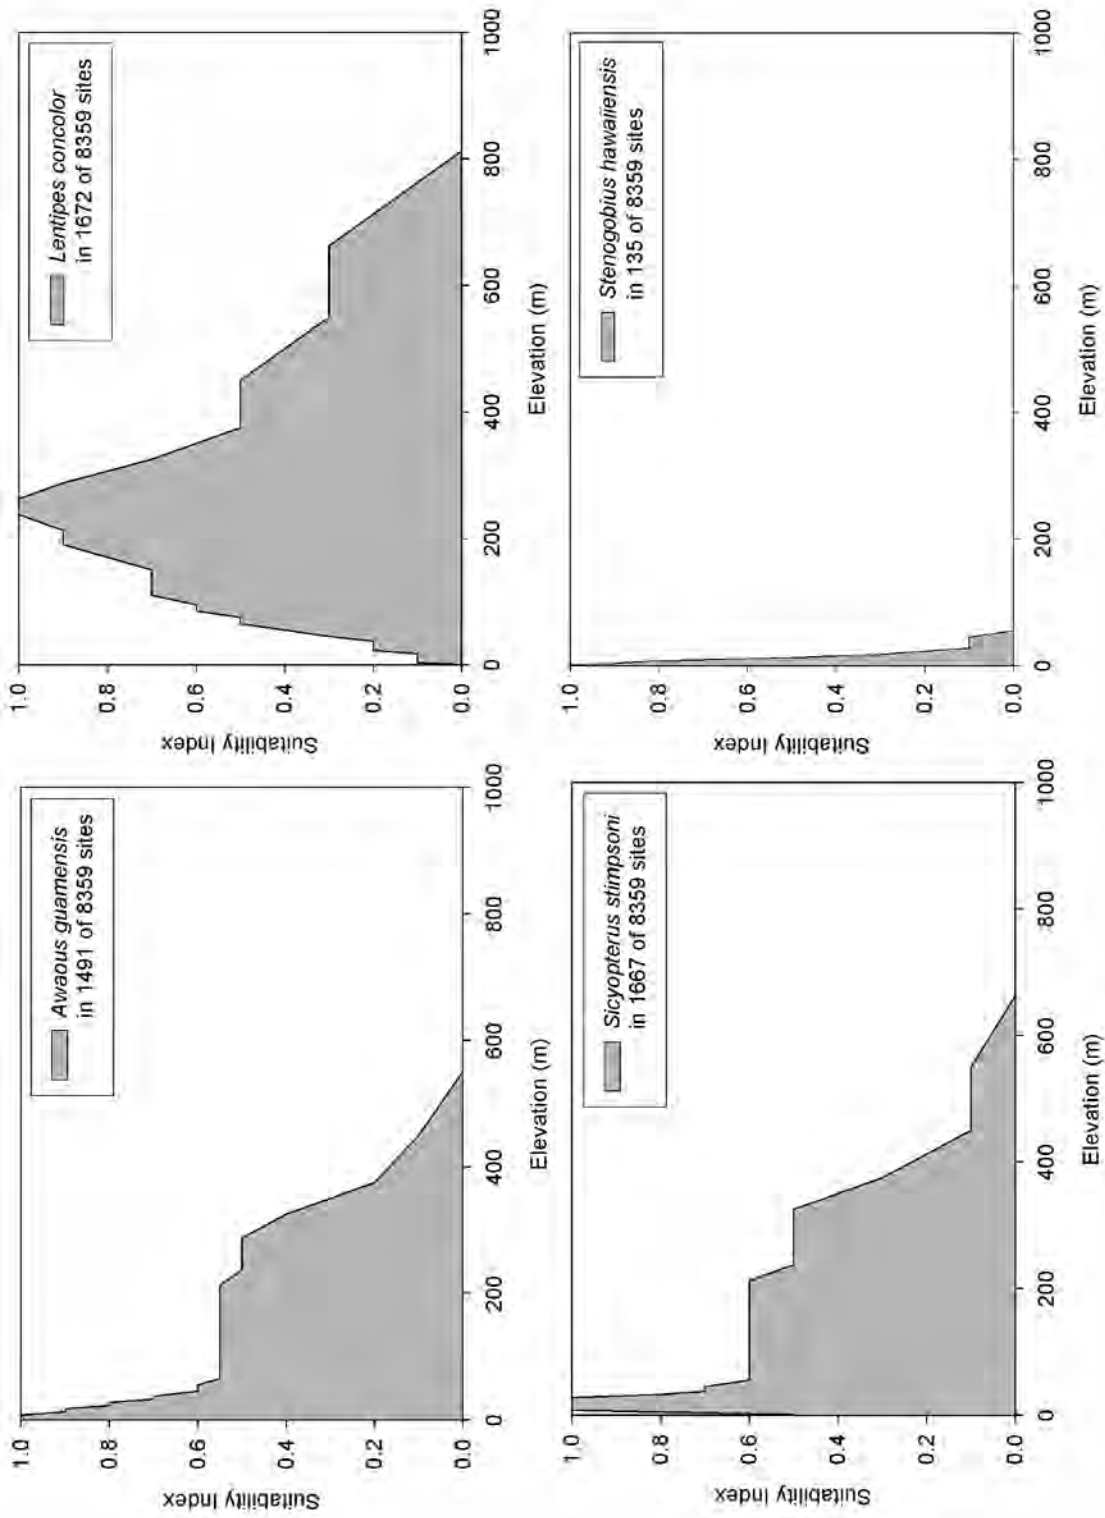 Awaous guamensis
in 1491 of 8359 sites
Suitability Index
1.0
0.8
0.6
0.4
0.2
0.0
0 200 400 600 800 1000
Elevation (m)
Lentipes concolor
in 1672 of 8359 sites
Suitability Index
1.0
0.8
0.6
0.4
0.2
0.0
0 200 400 600 800 1000
Elevation (m)
Sicyopterus stimpsoni
in 1667 of 8359 sites
Suitability Index
1.0
0.8
0.6
0.4
0.2
0.0
0 200 400 600 800 1000
Elevation (m)
Stenogobius hawaiiensis
in 135 of 8359 sites
Suitability Index
1.0
0.8
0.6
0.4
0.2
0.0
0 200 400 600 800 1000
Elevation (m)